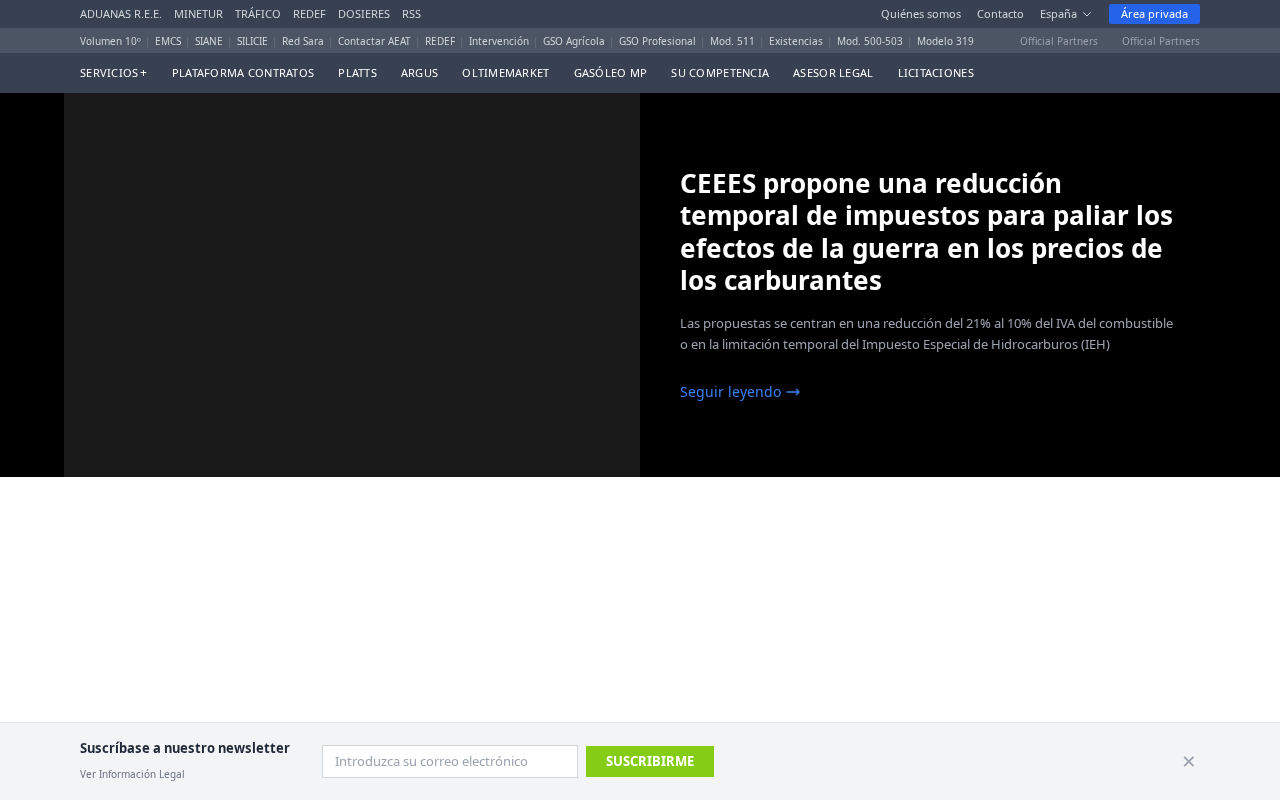 ADUANAS R.E.E. MINETUR TRÁFICO REDEF DOSIERES RSS Quiénes somos Contacto España Área privada
Volumen 10º | EMCS | SIANE | SILICIE | Red Sara | Contactar AEAT | REDEF | Intervención | GSO Agrícola | GSO Profesional | Mod. 511 | Existencias | Mod. 500-503 | Modelo 319 Official Partners Official Partners
SERVICIOS + PLATAFORMA CONTRATOS PLATTS ARGUS OLTIMEMARKET GASÓLEO MP SU COMPETENCIA ASESOR LEGAL LICITACIONES
CEEES propone una reducción
temporal de impuestos para paliar los
efectos de la guerra en los precios de
los carburantes
Las propuestas se centran en una reducción del 21% al 10% del IVA del combustible
o en la limitación temporal del Impuesto Especial de Hidrocarburos (IEH)
Seguir leyendo →
Suscríbase a nuestro newsletter
Ver Información Legal
Introduzca su correo electrónico
SUSCRIBIRME
✕